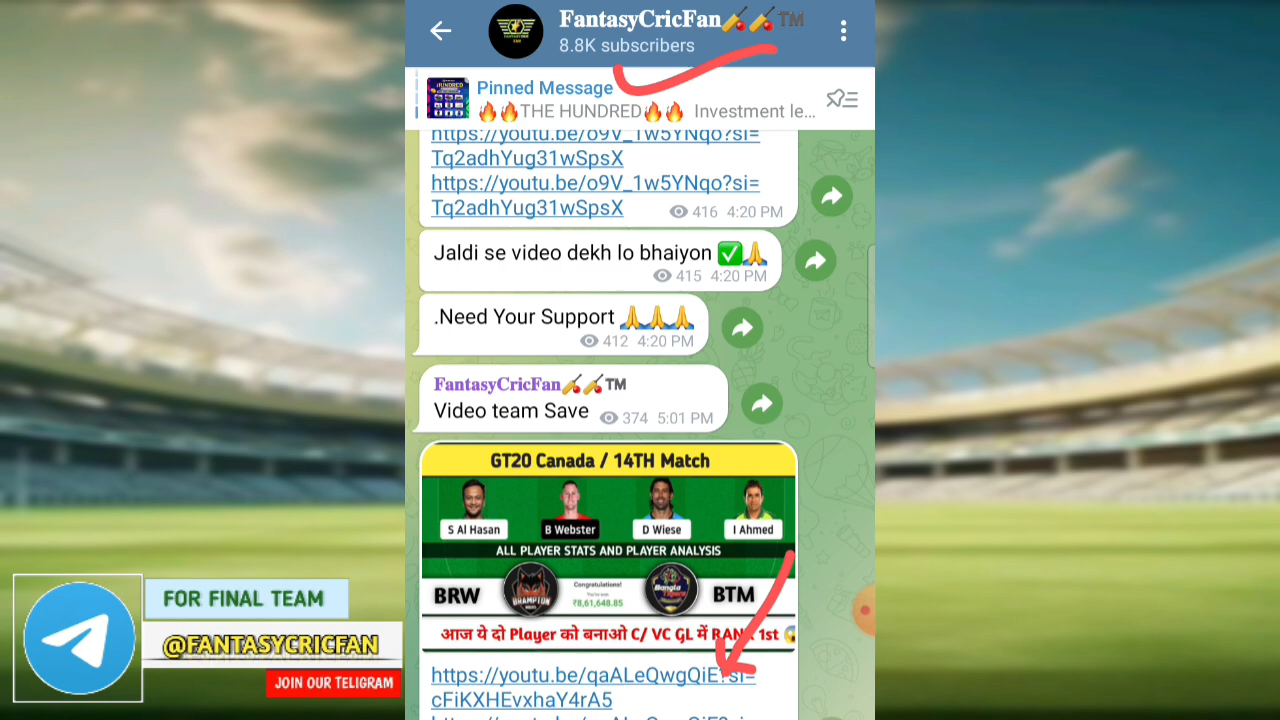 FantasyCricFan🏏🏏TM
8.8K subscribers
Pinned Message
🔥🔥THE HUNDRED🔥🔥 Investment le...
https://youtu.be/o9V_1w5YNqo?si=
Tq2adhYug31wSpsX
https://youtu.be/o9V_1w5YNqo?si=
Tq2adhYug31wSpsX
416 4:20 PM
Jaldi se video dekh lo bhaiyon ✅🙏
415 4:20 PM
.Need Your Support 🙏🙏🙏
412 4:20 PM
FantasyCricFan🏏🏏TM
Video team Save 374 5:01 PM
GT20 Canada / 14TH Match
S Al Hasan B Webster D Wiese I Ahmed
ALL PLAYER STATS AND PLAYER ANALYSIS
BRW BRAMPTON Congratulations! ₹8,61,648.85 Bangla Tigers BTM
आज ये दो Player को बनाओ C/ VC GL में RANK 1st 😱
https://youtu.be/qaALeQwgQiE?si=
cFiKXHEvxhaY4rA5
FOR FINAL TEAM
@FANTASYCRICFAN
JOIN OUR TELIGRAM